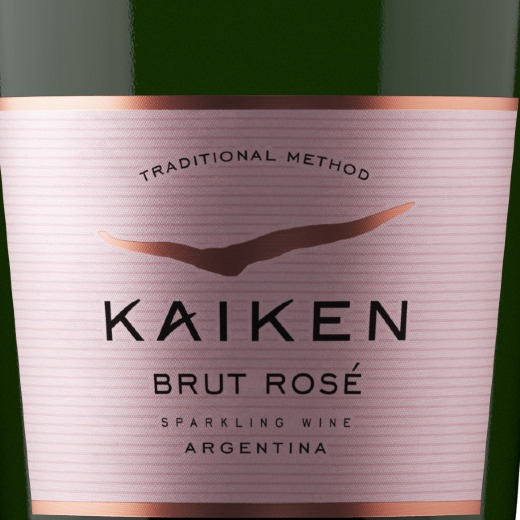 TRADITIONAL METHOD
KAIKEN
BRUT ROSÉ
SPARKLING WINE
ARGENTINA